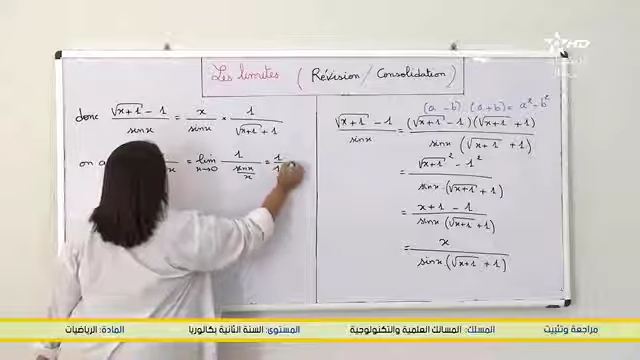 Les limites ( Révision / Consolidation )
donc √(x+1) - 1 / sinx = x / sinx × 1 / (√(x+1) + 1)
on a
= lim x→0 1 / (sinx / x) = 1 / 1
(a - b) · (a + b) = a² - b²
√(x+1) - 1 / sinx = (√(x+1) - 1)(√(x+1) + 1) / sinx (√(x+1) + 1)
= √(x+1)² - 1² / sinx · (√(x+1) + 1)
= x + 1 - 1 / sinx · (√(x+1) + 1)
= x / sinx (√(x+1) + 1)
مراجعة وتثبيت المسلك: المسالك العلمية والتكنولوجية المستوى: السنة الثانية بكالوريا المادة: الرياضيات